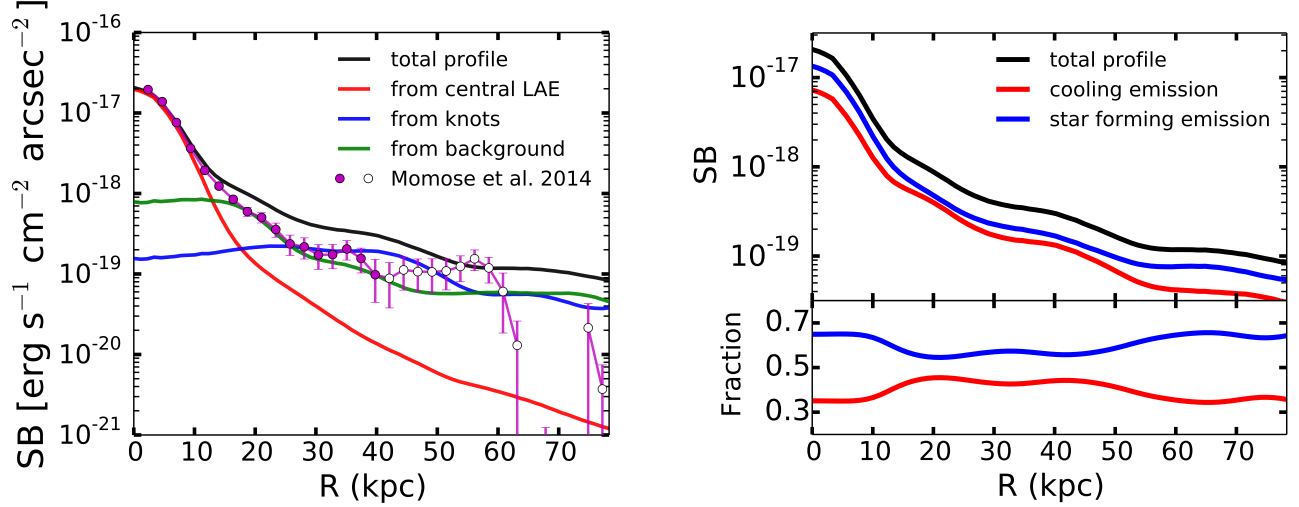 SB [erg s⁻¹ cm⁻² arcsec⁻²]
10⁻¹⁶
10⁻¹⁷
10⁻¹⁸
10⁻¹⁹
10⁻²⁰
10⁻²¹
total profile
from central LAE
from knots
from background
Momose et al. 2014
0 10 20 30 40 50 60 70
R (kpc)
SB
10⁻¹⁷
10⁻¹⁸
10⁻¹⁹
total profile
cooling emission
star forming emission
Fraction
0.7
0.5
0.3
0 10 20 30 40 50 60 70
R (kpc)